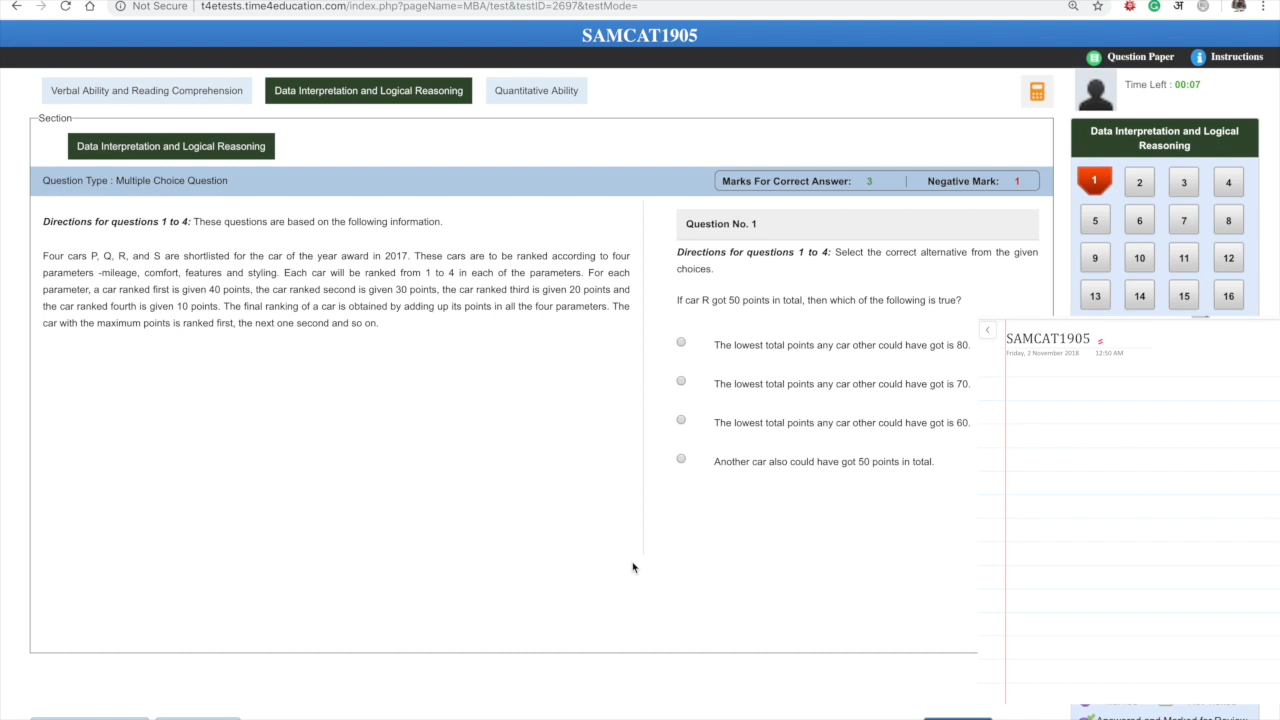 Not Secure
t4etests.time4education.com/index.php?pageName=MBA/test&testID=2697&testMode=
SAMCAT1905
Question Paper
Instructions
Verbal Ability and Reading Comprehension
Data Interpretation and Logical Reasoning
Quantitative Ability
Time Left : 00:07
Section
Data Interpretation and Logical Reasoning
Question Type : Multiple Choice Question
Marks For Correct Answer: 3 | Negative Mark: 1
Directions for questions 1 to 4: These questions are based on the following information.
Four cars P, Q, R, and S are shortlisted for the car of the year award in 2017. These cars are to be ranked according to four
parameters -mileage, comfort, features and styling. Each car will be ranked from 1 to 4 in each of the parameters. For each
parameter, a car ranked first is given 40 points, the car ranked second is given 30 points, the car ranked third is given 20 points and
the car ranked fourth is given 10 points. The final ranking of a car is obtained by adding up its points in all the four parameters. The
car with the maximum points is ranked first, the next one second and so on.
Question No. 1
Directions for questions 1 to 4: Select the correct alternative from the given
choices.
If car R got 50 points in total, then which of the following is true?
The lowest total points any car other could have got is 80.
The lowest total points any car other could have got is 70.
The lowest total points any car other could have got is 60.
Another car also could have got 50 points in total.
Data Interpretation and Logical
Reasoning
1 2 3 4
5 6 7 8
9 10 11 12
13 14 15 16
SAMCAT1905
Friday, 2 November 2018 12:50 AM
Answered and Marked for Review